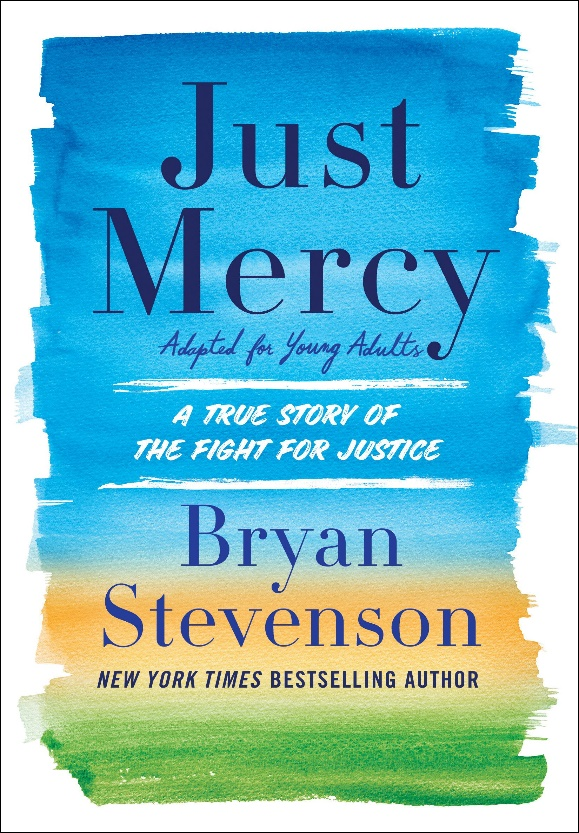 Just
Mercy
Adapted for Young Adults
A TRUE STORY OF
THE FIGHT FOR JUSTICE
Bryan
Stevenson
NEW YORK TIMES BESTSELLING AUTHOR